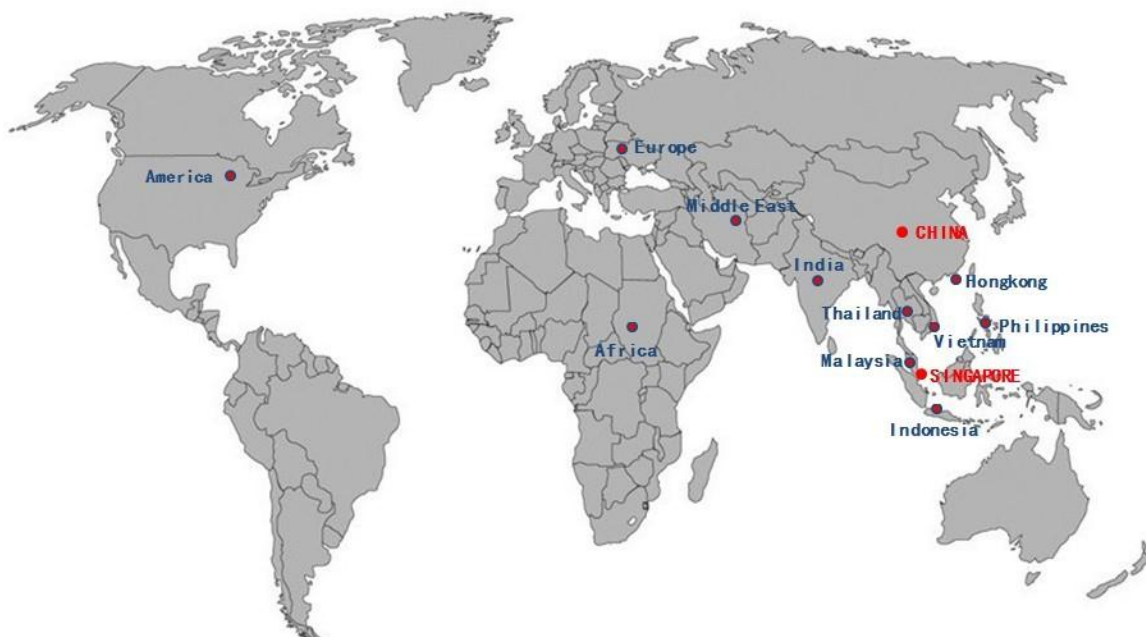 Europe
America
Middle East
CHINA
India
Hongkong
Thailand
Philippines
Vietnam
Africa
Malaysia
SINGAPORE
Indonesia